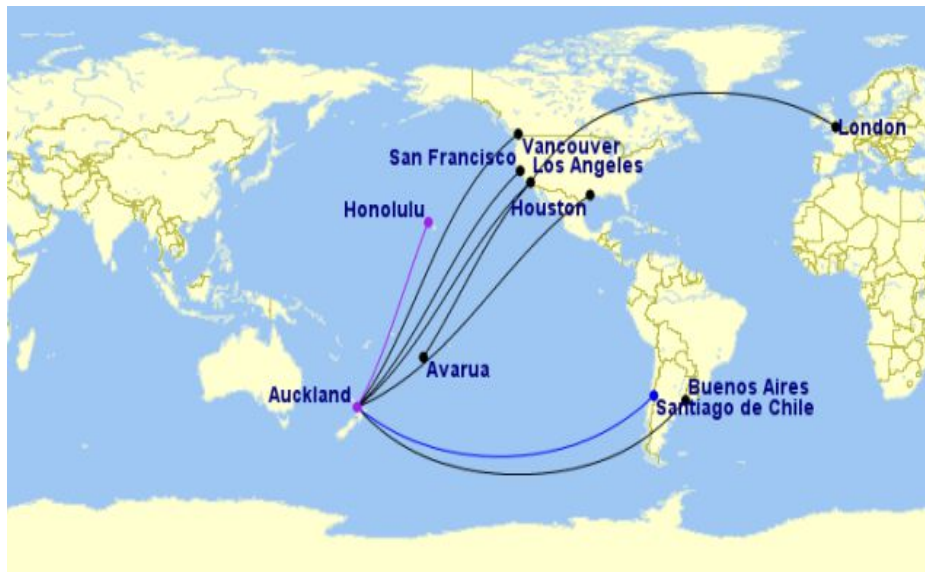 London
Vancouver
San Francisco
Los Angeles
Honolulu
Houston
Avarua
Auckland
Buenos Aires
Santiago de Chile